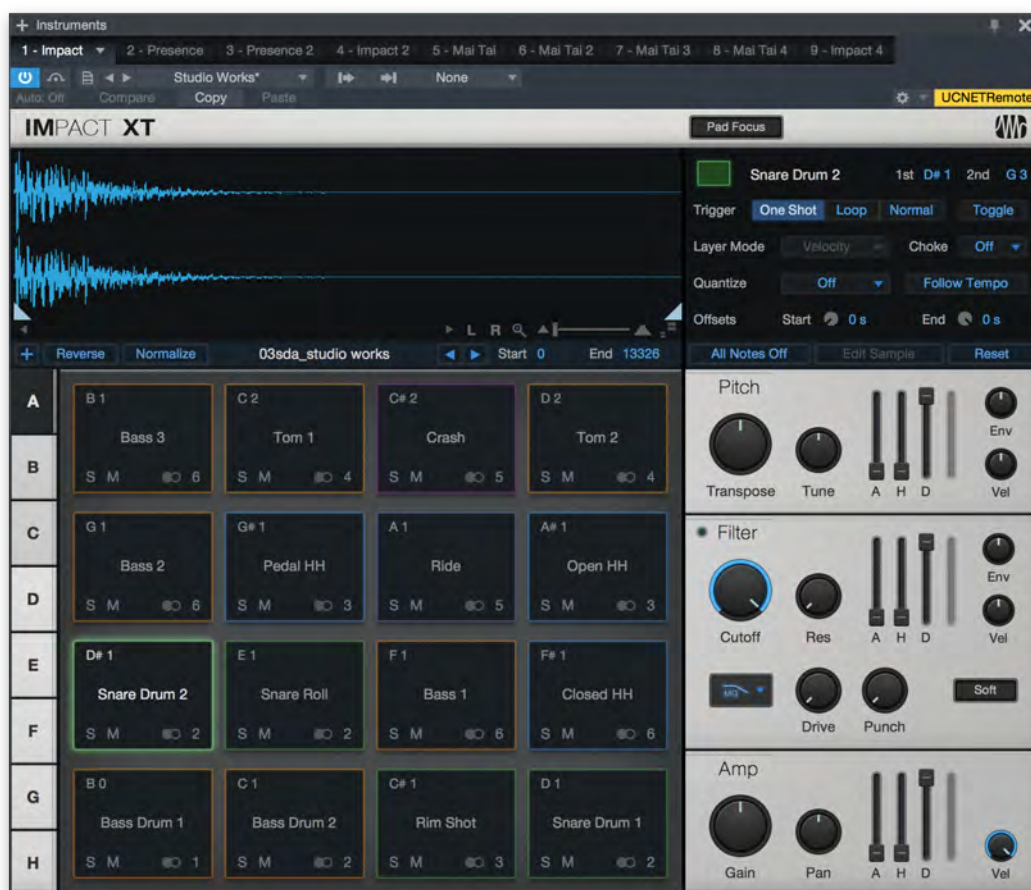 Instruments
1 - Impact 2 - Presence 3 - Presence 2 4 - Impact 2 5 - Mai Tai 6 - Mai Tai 2 7 - Mai Tai 3 8 - Mai Tai 4 9 - Impact 4
Studio Works* None
Auto: Off Compare Copy Paste UCNETRemote
IMPACT XT Pad Focus
Snare Drum 2 1st D# 1 2nd G 3
Trigger One Shot Loop Normal Toggle
Layer Mode Velocity Choke Off
Quantize Off Follow Tempo
Offsets Start 0 s End 0 s
L R
+ Reverse Normalize 03sda_studio works Start 0 End 13326 All Notes Off Edit Sample Reset
A
B 1 C 2 C# 2 D 2
Bass 3 Tom 1 Crash Tom 2
B
S M 6 S M 4 S M 5 S M 4
C
G 1 G# 1 A 1 A# 1
Bass 2 Pedal HH Ride Open HH
D
S M 6 S M 3 S M 5 S M 3
E
D# 1 E 1 F 1 F# 1
Snare Drum 2 Snare Roll Bass 1 Closed HH
F
S M 2 S M 2 S M 6 S M 6
G
B 0 C 1 C# 1 D 1
Bass Drum 1 Bass Drum 2 Rim Shot Snare Drum 1
H
S M 1 S M 2 S M 3 S M 2
Pitch
Env
Transpose Tune A H D Vel
Filter
Env
Cutoff Res A H D Vel
MQ Soft
Drive Punch
Amp
Gain Pan A H D Vel